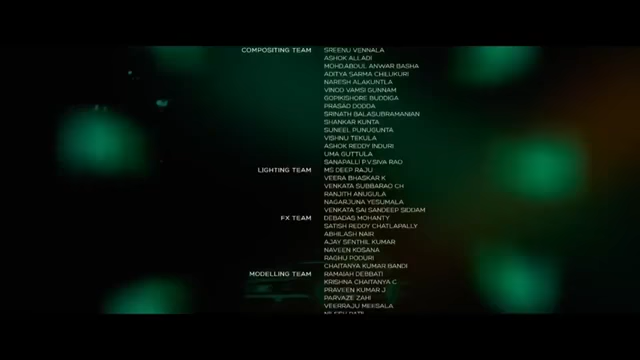 COMPOSITING TEAM SREENU VENNALA
ASHOK ALLADI
MOHD.ABDUL ANWAR BASHA
ADITYA SARMA CHILUKURI
NARESH ALAKUNTLA
VINOD VAMSI GUNNAM
GOPIKISHORE BUDDIGA
PRASAD DODDA
SRINATH BALASUBRAMANIAN
SHANKAR KUNTA
SUNEEL PUNUGUNTA
VISHNU TEKULA
ASHOK REDDY INDURI
UMA GUTTULA
SANAPALLI P.V.SIVA RAO
LIGHTING TEAM MS DEEP RAJU
VEERA BHASKAR K
VENKATA SUBBARAO CH
RANJITH ANUGULA
NAGARJUNA YESUMALA
VENKATA SAI SANDEEP SIDDAM
FX TEAM DEBADAS MOHANTY
SATISH REDDY CHATLAPALLY
ABHILASH NAIR
AJAY SENTHIL KUMAR
NAVEEN KOSANA
RAGHU PODURI
CHAITANYA KUMAR BANDI
MODELLING TEAM RAMAIAH DEBBATI
KRISHNA CHAITANYA C
PRAVEEN KUMAR J
PARVAZE ZAHI
VEERRAJU MEESALA